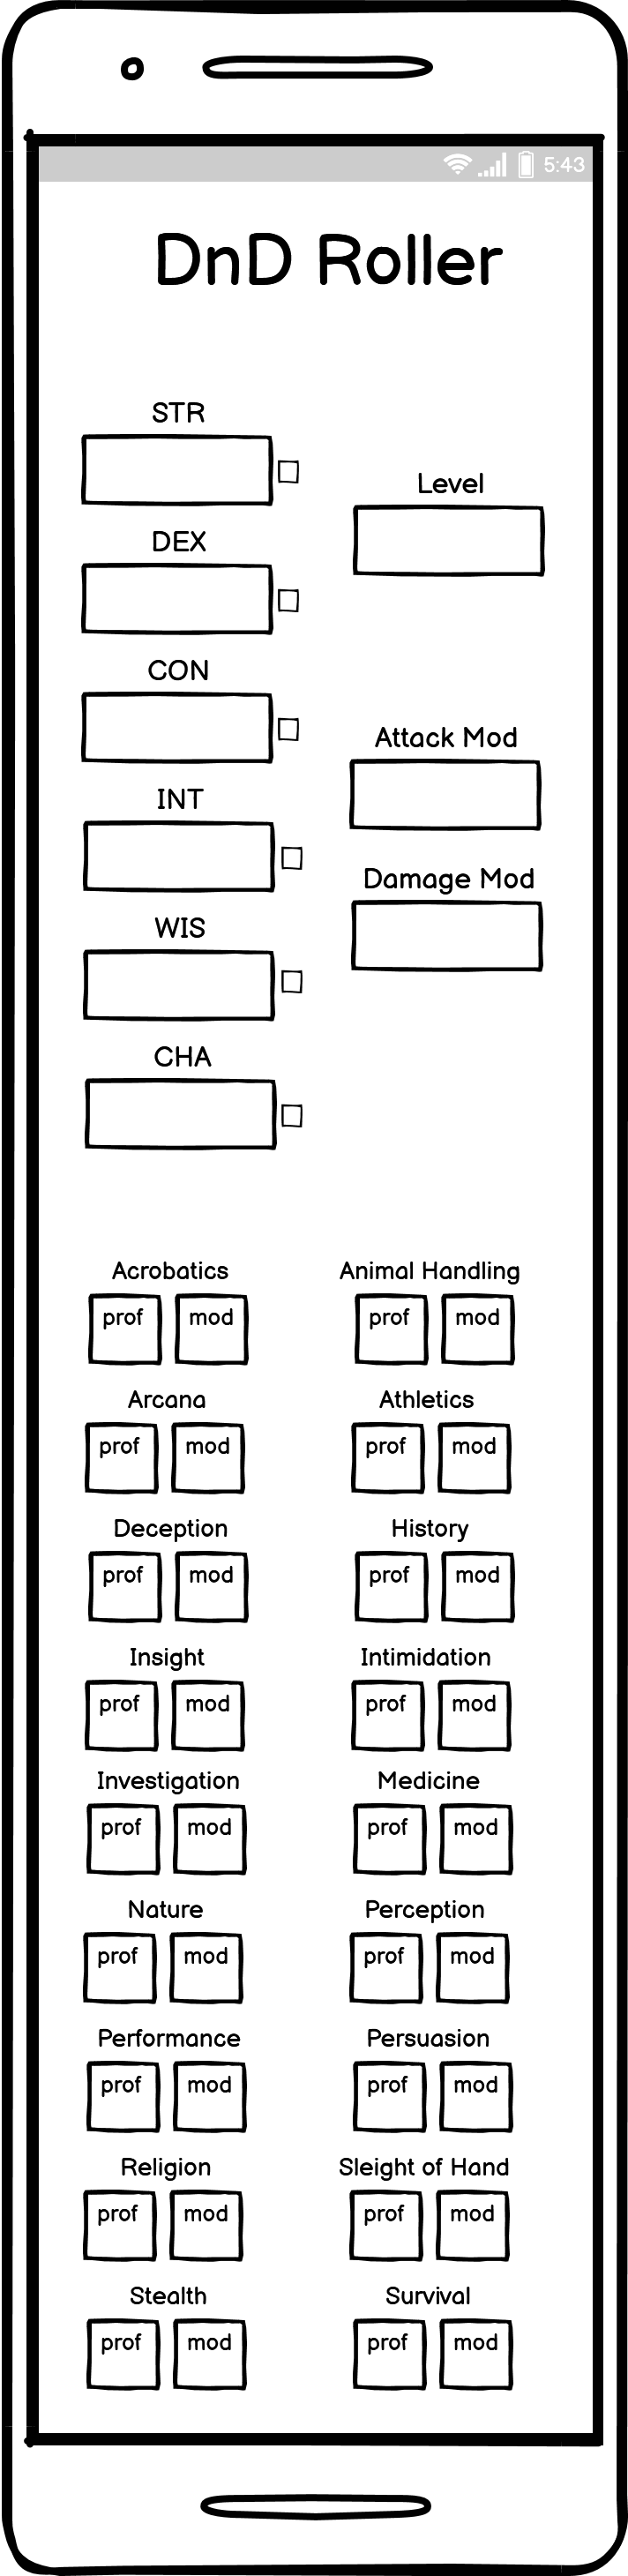 5:43
DnD Roller
STR
Level
DEX
CON
Attack Mod
INT
Damage Mod
WIS
CHA
Acrobatics Animal Handling
prof mod prof mod
Arcana Athletics
prof mod prof mod
Deception History
prof mod prof mod
Insight Intimidation
prof mod prof mod
Investigation Medicine
prof mod prof mod
Nature Perception
prof mod prof mod
Performance Persuasion
prof mod prof mod
Religion Sleight of Hand
prof mod prof mod
Stealth Survival
prof mod prof mod